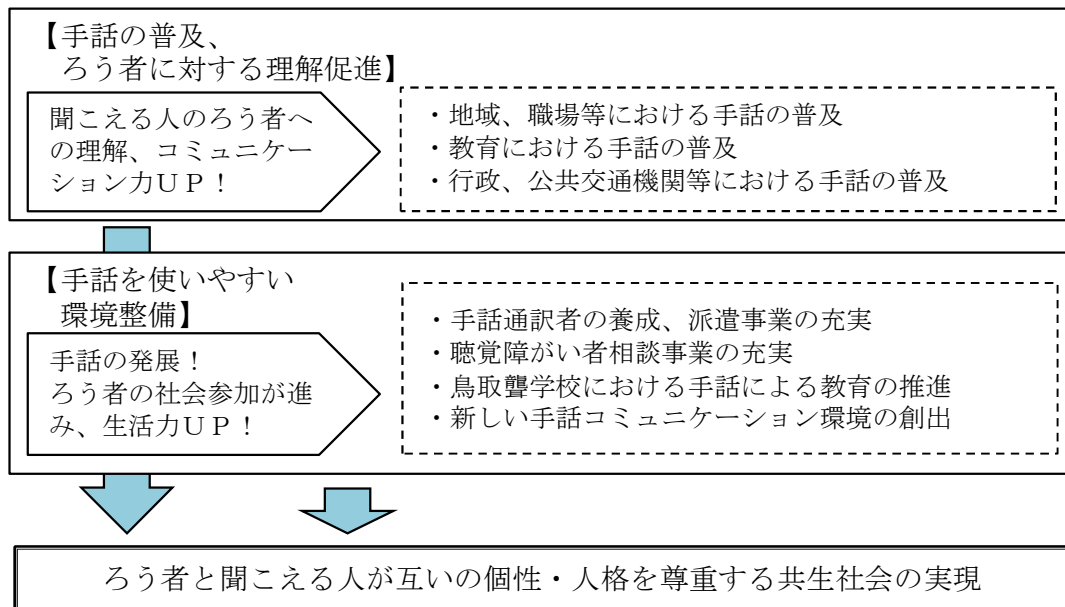 【手話の普及、
ろう者に対する理解促進】
聞こえる人のろう者へ
の理解、コミュニケー
ション力ＵＰ！
・地域、職場等における手話の普及
・教育における手話の普及
・行政、公共交通機関等における手話の普及
【手話を使いやすい
環境整備】
手話の発展！
ろう者の社会参加が進
み、生活力ＵＰ！
・手話通訳者の養成、派遣事業の充実
・聴覚障がい者相談事業の充実
・鳥取聾学校における手話による教育の推進
・新しい手話コミュニケーション環境の創出
ろう者と聞こえる人が互いの個性・人格を尊重する共生社会の実現